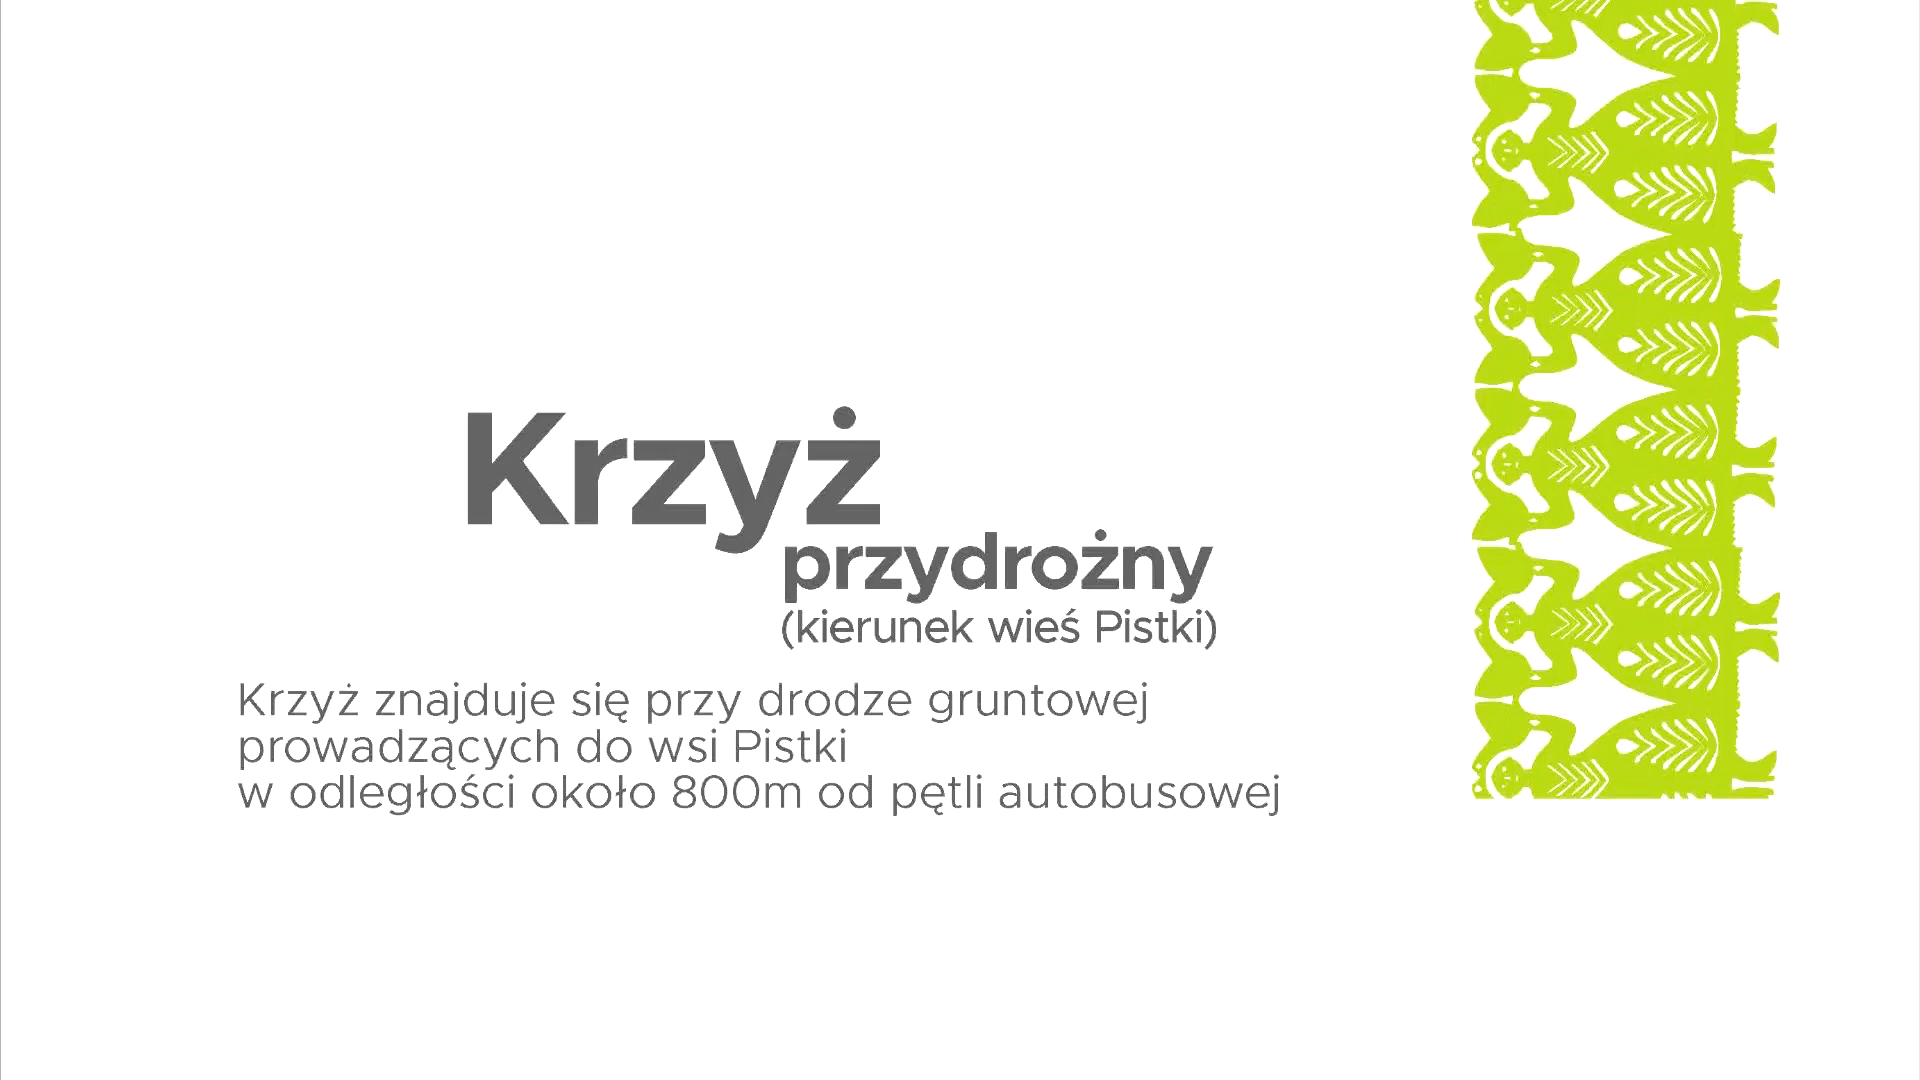 Krzyż
przydrożny
(kierunek wieś Pistki)
Krzyż znajduje się przy drodze gruntowej
prowadzących do wsi Pistki
w odległości około 800m od pętli autobusowej